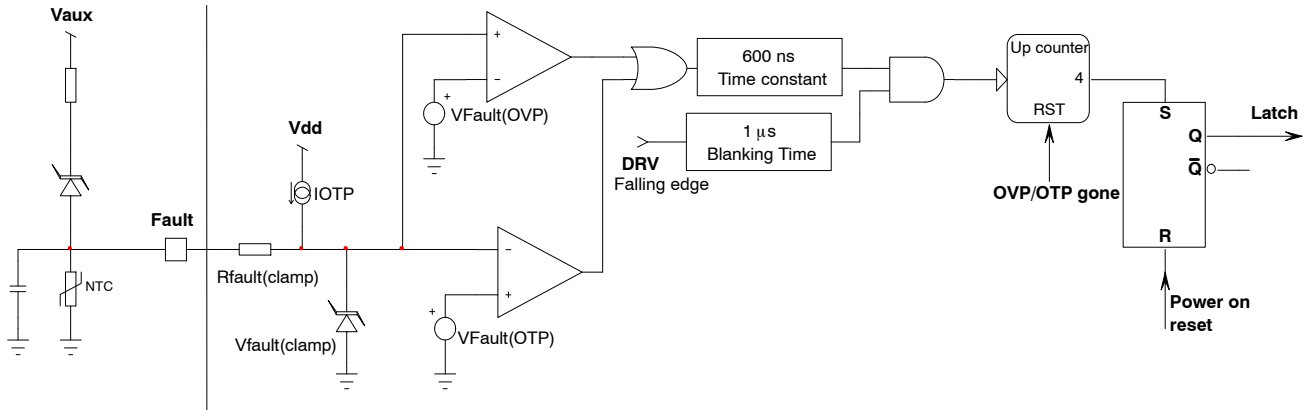 Vaux
Fault
NTC
Vdd
IOTP
Rfault(clamp)
Vfault(clamp)
+
−
+
VFault(OVP)
−
+
+
VFault(OTP)
600 ns
Time constant
1 μs
Blanking Time
DRV
Falling edge
Up counter
4
RST
OVP/OTP gone
S
Q
Q̅
R
Latch
Power on
reset